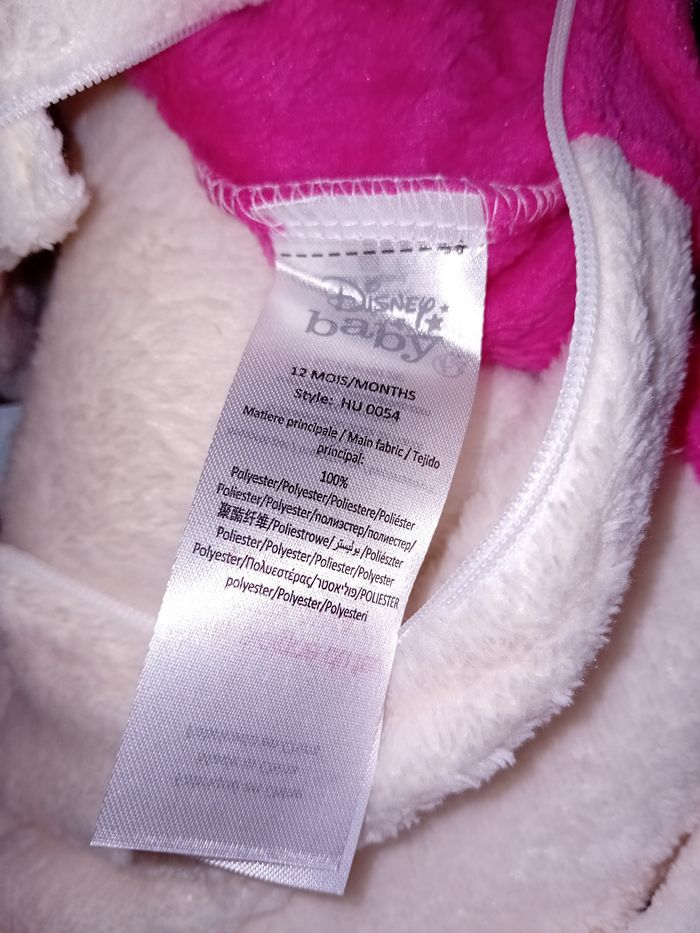 Disney
baby
12 MOIS/MONTHS
Style: HU 0054
Matiere principale / Main fabric / Tejido
principal:
100%
Polyester/Polyester/Poliestere/Poliéster
Poliester/Polyester/полиэстер/полиестер/
聚酯纤维/Poliestrowe/بوليستر/Poliészter
Poliester/Polyester/Poliester/Polyester
Polyester/Πολυεστέρας/פוליאסטר/POLIESTER
polyester/Polyester/Polyesteri